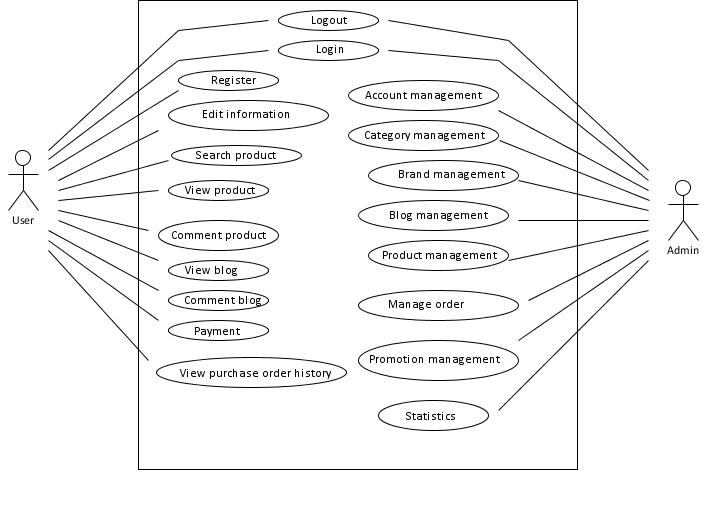 Logout
Login
Register
Edit information
Search product
View product
Comment product
View blog
Comment blog
Payment
View purchase order history
Account management
Category management
Brand management
Blog management
Product management
Manage order
Promotion management
Statistics
User
Admin